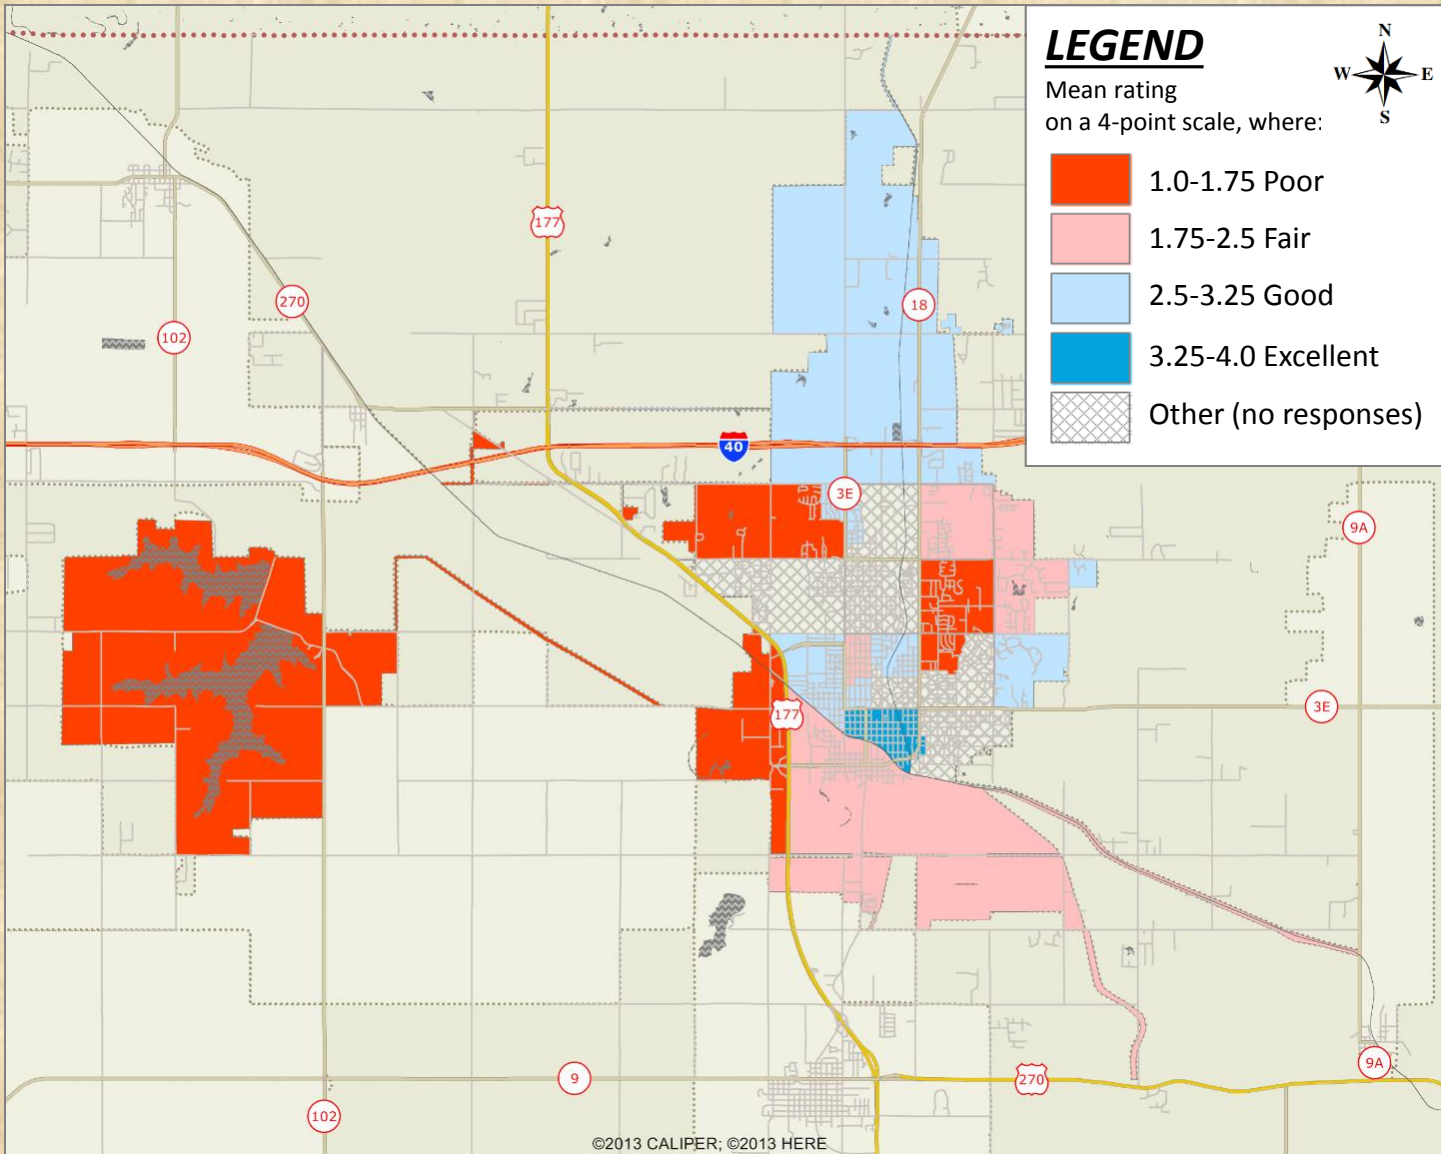 LEGEND
Mean rating
on a 4-point scale, where:
1.0-1.75 Poor
1.75-2.5 Fair
2.5-3.25 Good
3.25-4.0 Excellent
Other (no responses)
N
W E
S
177
270
18
102
40
3E
9A
177
3E
9
270
9A
102
©2013 CALIPER; ©2013 HERE